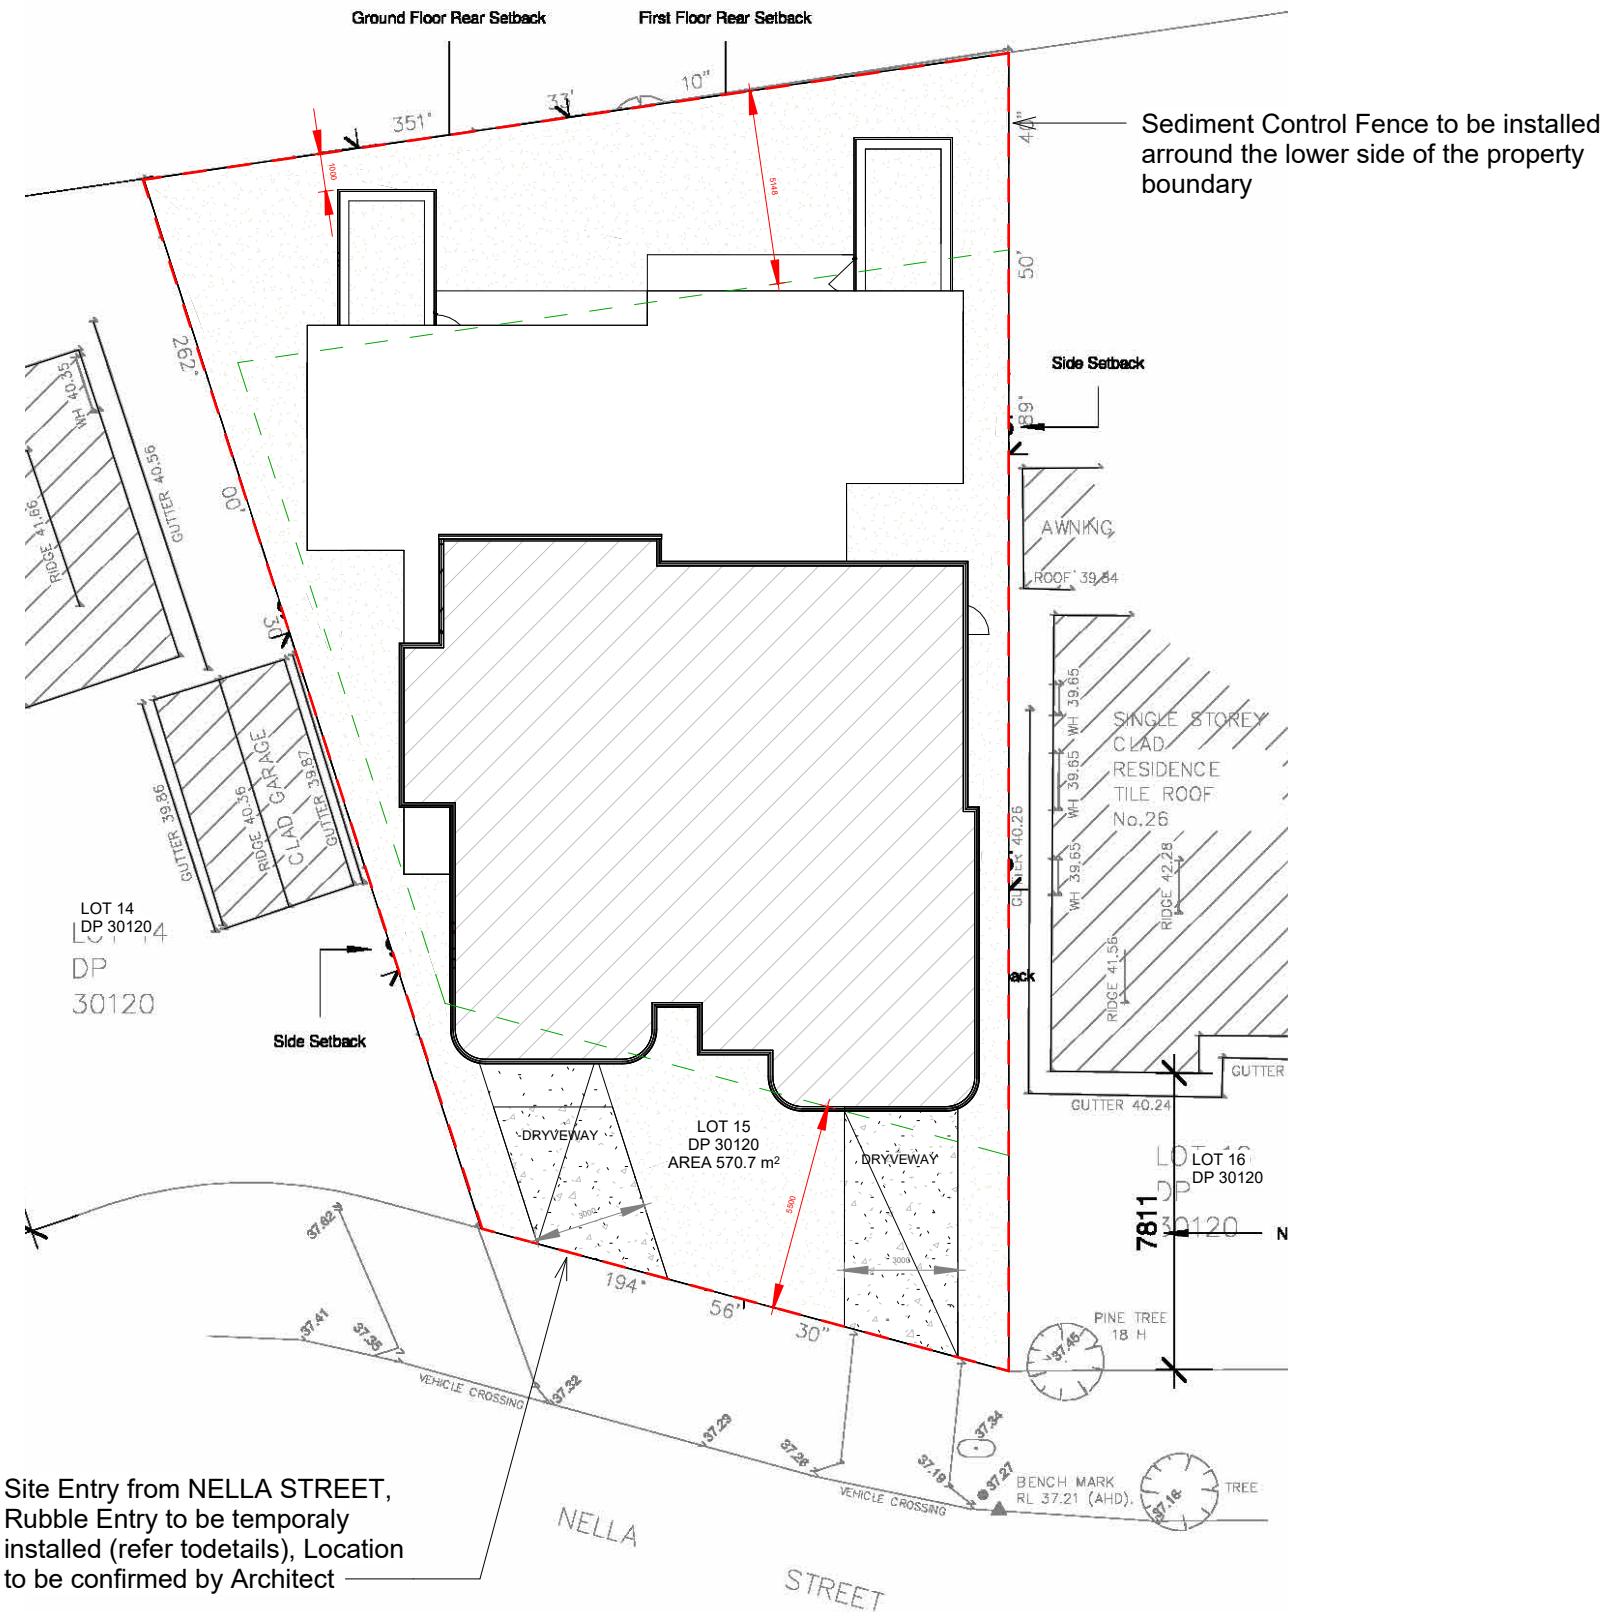 Ground Floor Rear Setback
First Floor Rear Setback
351°
33'
10"
Sediment Control Fence to be installed
arround the lower side of the property
boundary
1000
5148
50'
89°
262°
00'
30
Side Setback
WH 40.35
GUTTER 40.56
RIDGE 41.66
AWNING
ROOF 39.84
GUTTER 39.86
RIDGE 40.36
CLAD GARAGE
GUTTER 39.87
WH 39.65
WH 39.65
WH 39.65
SINGLE STOREY
CLAD
RESIDENCE
TILE ROOF
No.26
GUTTER 40.26
RIDGE 42.28
RIDGE 41.56
LOT 14
DP 30120
LOT 14
DP
30120
Side Setback
back
GUTTER
GUTTER 40.24
DRYVEWAY
LOT 15
DP 30120
AREA 570.7 m²
DRYVEWAY
LOT 16
DP 30120
DP
30120
7811
N
3000
5500
3000
194°
56'
30"
PINE TREE
18 H
37.45
37.62
37.41
37.35
VEHICLE CROSSING
37.32
37.29
37.26
37.19
37.34
37.27
VEHICLE CROSSING
BENCH MARK
RL 37.21 (AHD).
37.16
TREE
Site Entry from NELLA STREET,
Rubble Entry to be temporaly
installed (refer todetails), Location
to be confirmed by Architect
NELLA
STREET